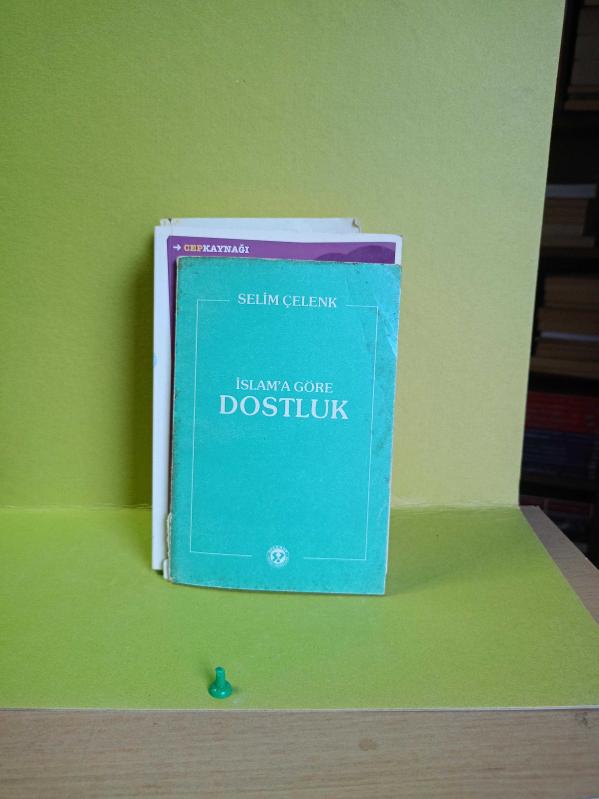 → CEPKAYNAĞI
SELİM ÇELENK
İSLAM'A GÖRE
DOSTLUK